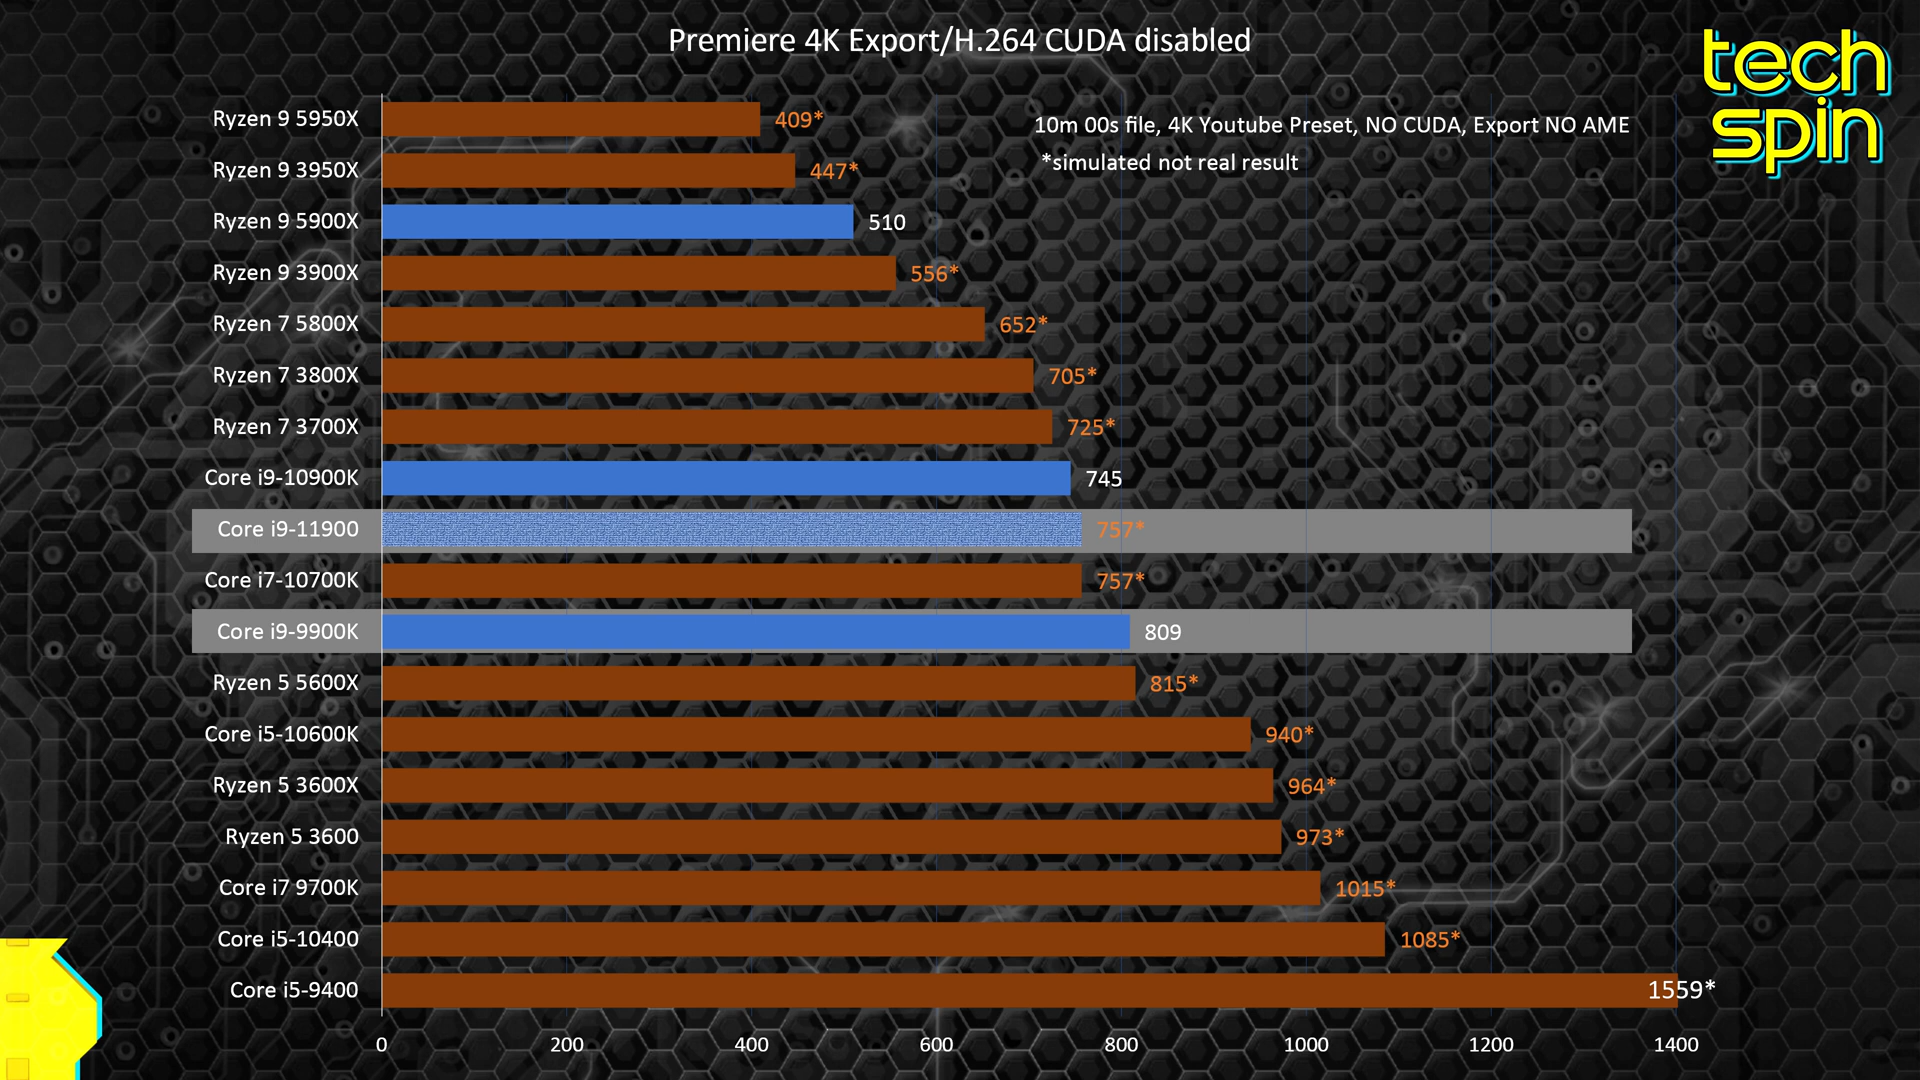 Premiere 4K Export/H.264 CUDA disabled
tech
spin
10m 00s file, 4K Youtube Preset, NO CUDA, Export NO AME
*simulated not real result
Ryzen 9 5950X 409*
Ryzen 9 3950X 447*
Ryzen 9 5900X 510
Ryzen 9 3900X 556*
Ryzen 7 5800X 652*
Ryzen 7 3800X 705*
Ryzen 7 3700X 725*
Core i9-10900K 745
Core i9-11900 757*
Core i7-10700K 757*
Core i9-9900K 809
Ryzen 5 5600X 815*
Core i5-10600K 940*
Ryzen 5 3600X 964*
Ryzen 5 3600 973*
Core i7 9700K 1015*
Core i5-10400 1085*
Core i5-9400 1559*
0 200 400 600 800 1000 1200 1400